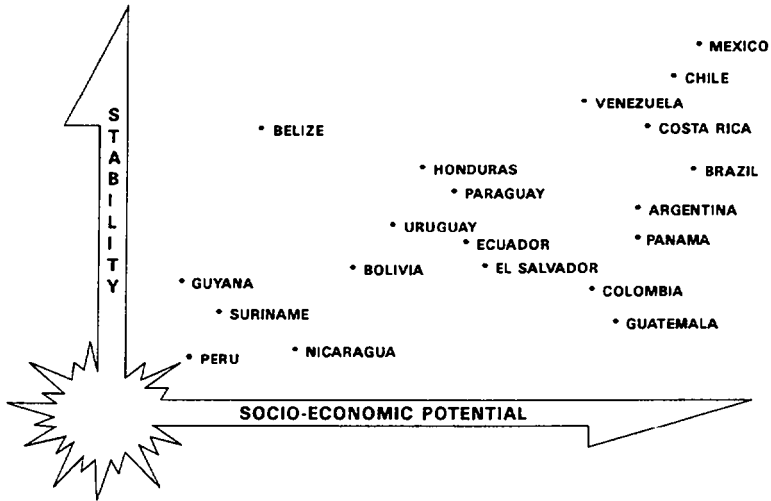 MEXICO
CHILE
VENEZUELA
STABILITY
BELIZE
COSTA RICA
HONDURAS
BRAZIL
PARAGUAY
ARGENTINA
URUGUAY
ECUADOR
PANAMA
BOLIVIA
EL SALVADOR
GUYANA
COLOMBIA
SURINAME
GUATEMALA
PERU
NICARAGUA
SOCIO-ECONOMIC POTENTIAL